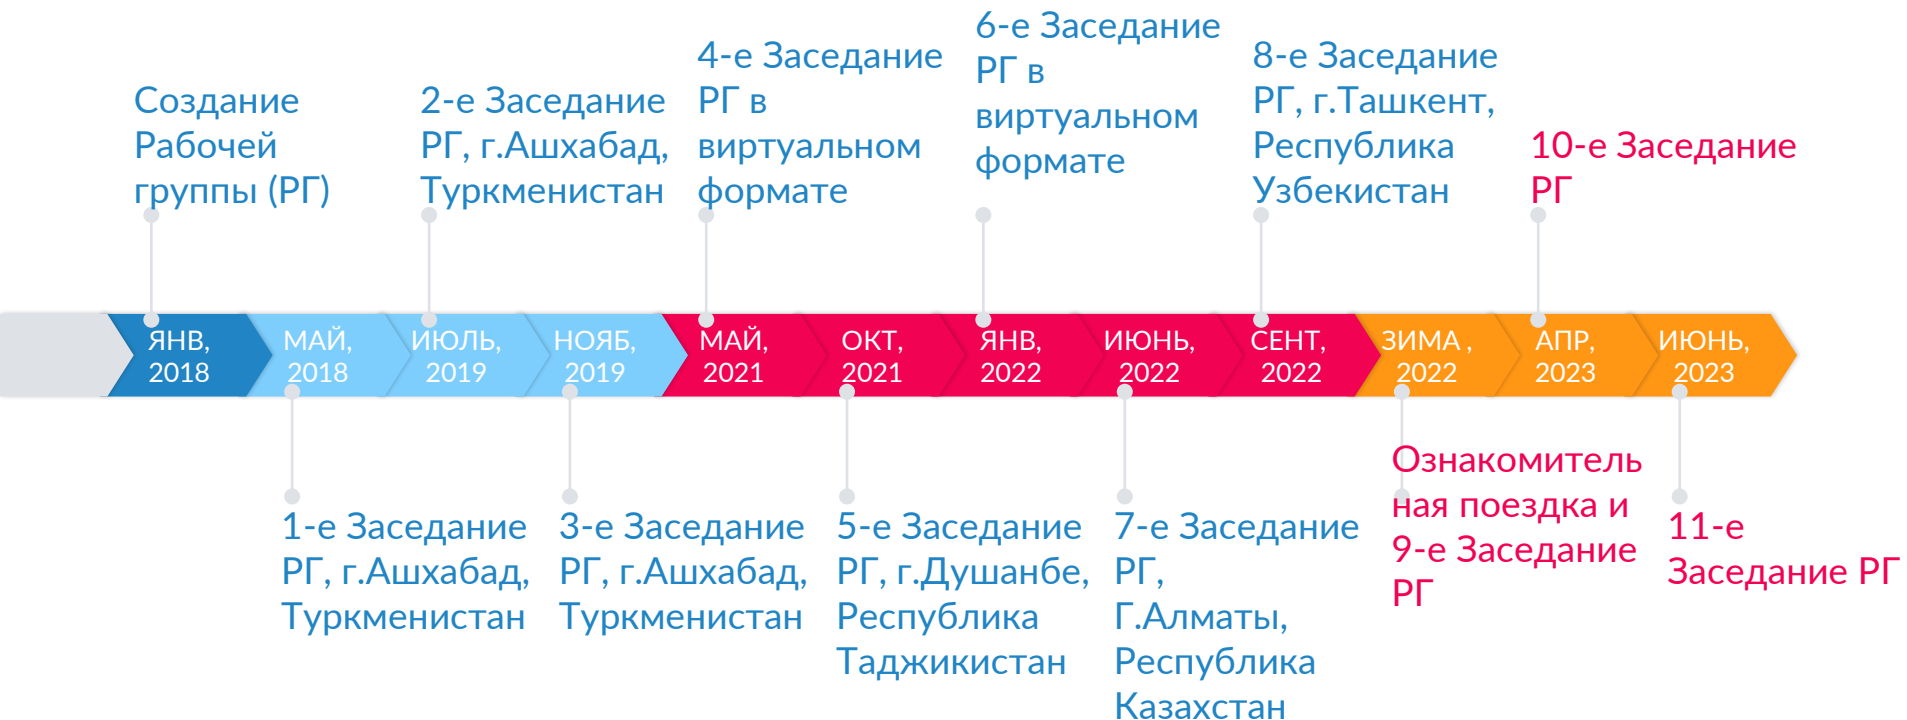 Создание
Рабочей
группы (РГ)
2-е Заседание
РГ, г.Ашхабад,
Туркменистан
4-е Заседание
РГ в
виртуальном
формате
6-е Заседание
РГ в
виртуальном
формате
8-е Заседание
РГ, г.Ташкент,
Республика
Узбекистан
10-е Заседание
РГ
ЯНВ,
2018
МАЙ,
2018
ИЮЛЬ,
2019
НОЯБ,
2019
МАЙ,
2021
ОКТ,
2021
ЯНВ,
2022
ИЮНЬ,
2022
СЕНТ,
2022
ЗИМА ,
2022
АПР,
2023
ИЮНЬ,
2023
1-е Заседание
РГ, г.Ашхабад,
Туркменистан
3-е Заседание
РГ, г.Ашхабад,
Туркменистан
5-е Заседание
РГ, г.Душанбе,
Республика
Таджикистан
7-е Заседание
РГ,
Г.Алматы,
Республика
Казахстан
Ознакомитель
ная поездка и
9-е Заседание
РГ
11-е
Заседание РГ